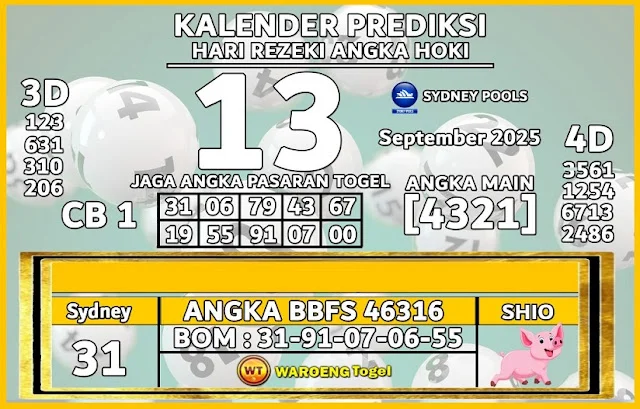 KALENDER PREDIKSI
HARI REZEKI ANGKA HOKI
13
3D
123
631
310
206
CB 1
SYDNEY POOLS
September 2025
JAGA ANGKA PASARAN TOGEL
31 06 79 43 67
19 55 91 07 00
ANGKA MAIN
[4321]
4D
3561
1254
6713
2486
Sydney
31
ANGKA BBFS 46316
BOM : 31-91-07-06-55
WT WAROENG Togel
SHIO